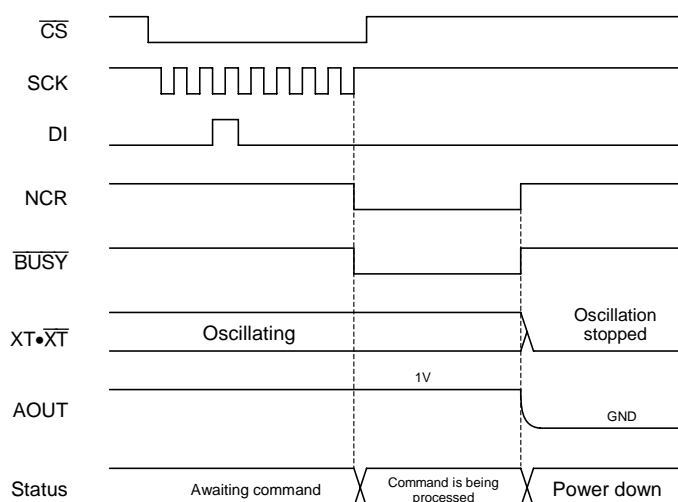 CS
SCK
DI
NCR
BUSY
XT•XT
Oscillating
Oscillation
stopped
1V
AOUT
GND
Status
Awaiting command
Command is being
processed
Power down